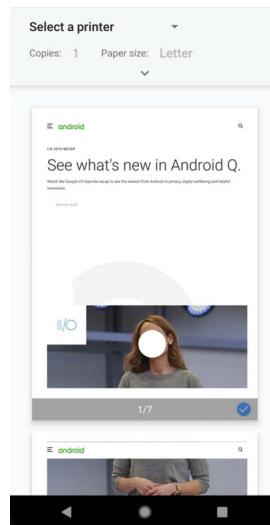 Select a printer
Copies: 1 Paper size: Letter
android
I/O 2019 RECAP
See what's new in Android Q.
Watch the Google I/O keynote recap to see the newest from Android in privacy, digital wellbeing and helpful
innovation.
WATCH NOW
I/O
1/7
android